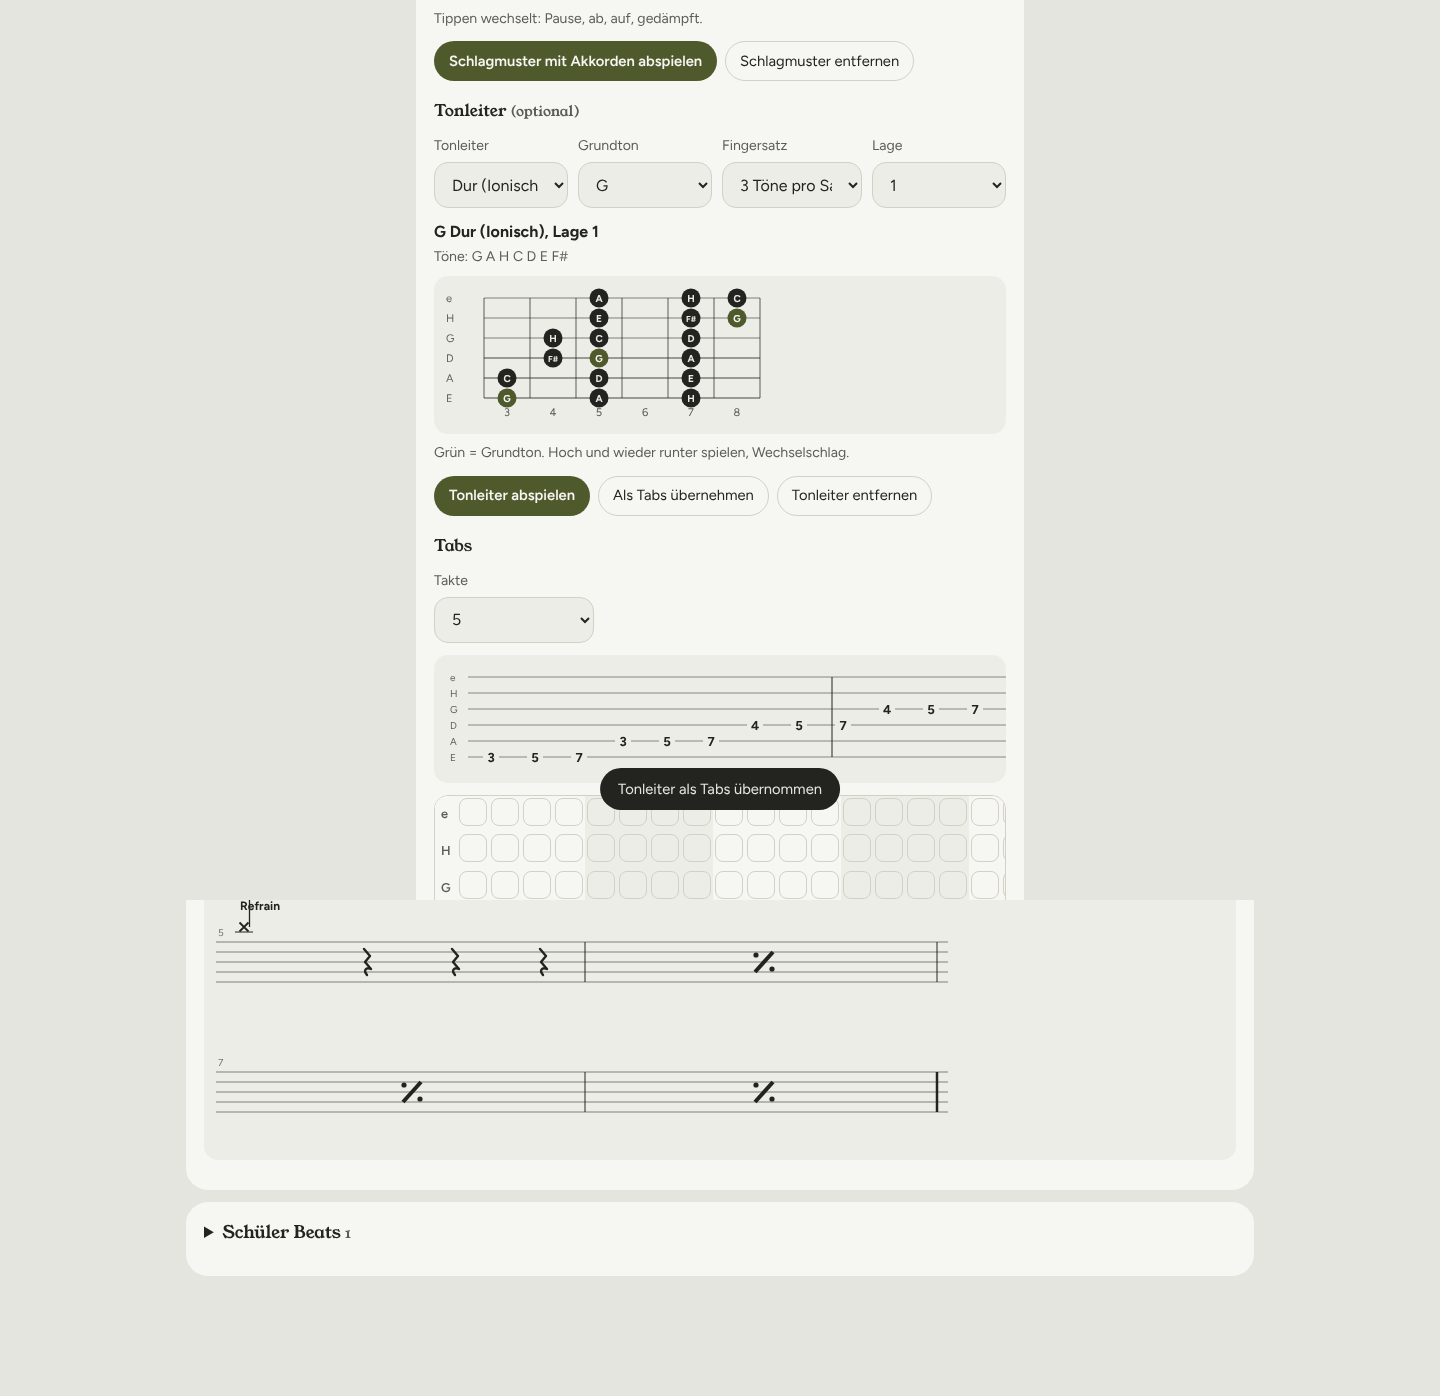 Tippen wechselt: Pause, ab, auf, gedämpft.
Schlagmuster mit Akkorden abspielen Schlagmuster entfernen
Tonleiter (optional)
Tonleiter Grundton Fingersatz Lage
Dur (Ionisch G 3 Töne pro Sa 1
G Dur (Ionisch), Lage 1
Töne: G A H C D E F#
e A H C
H E F# G
G H C D
D F# G A
A C D E
E G A H
3 4 5 6 7 8
Grün = Grundton. Hoch und wieder runter spielen, Wechselschlag.
Tonleiter abspielen Als Tabs übernehmen Tonleiter entfernen
Tabs
Takte
5
e
H
G 4 5 7
D 4 5 7
A 3 5 7
E 3 5 7
Tonleiter als Tabs übernommen
e
H
G
Refrain
5
7
Schüler Beats 1